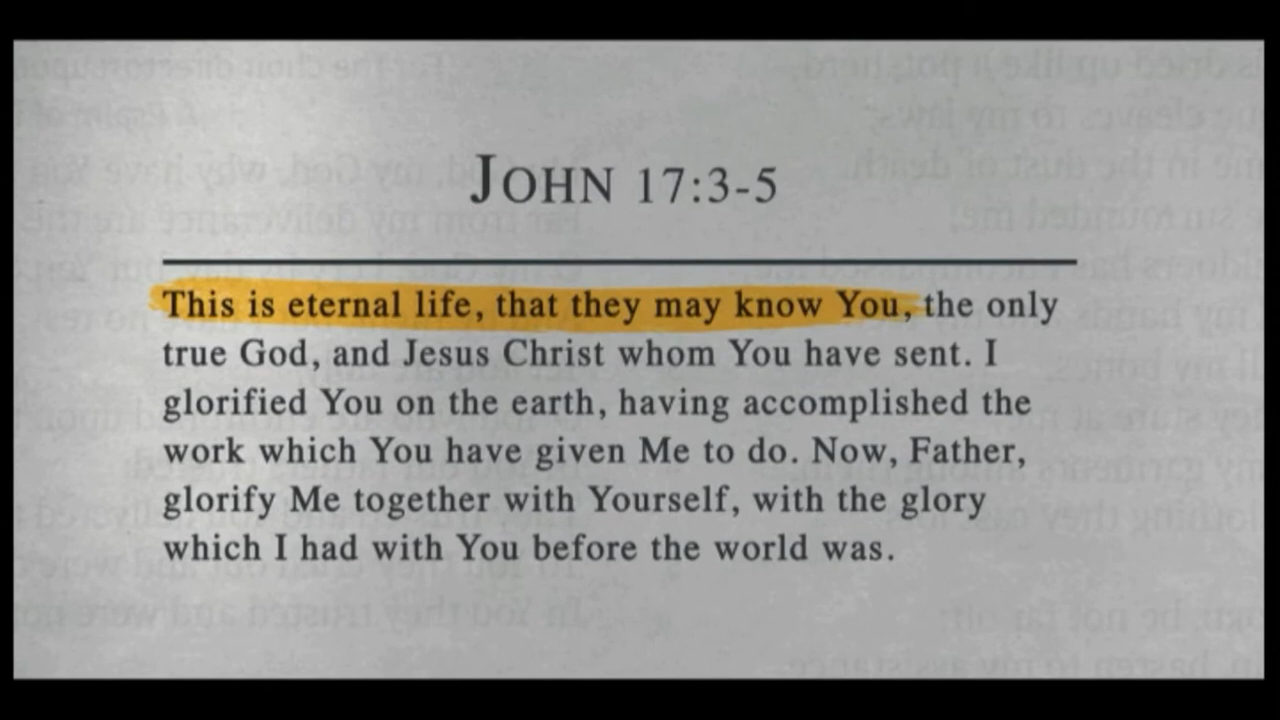 JOHN 17:3-5
This is eternal life, that they may know You, the only
true God, and Jesus Christ whom You have sent. I
glorified You on the earth, having accomplished the
work which You have given Me to do. Now, Father,
glorify Me together with Yourself, with the glory
which I had with You before the world was.